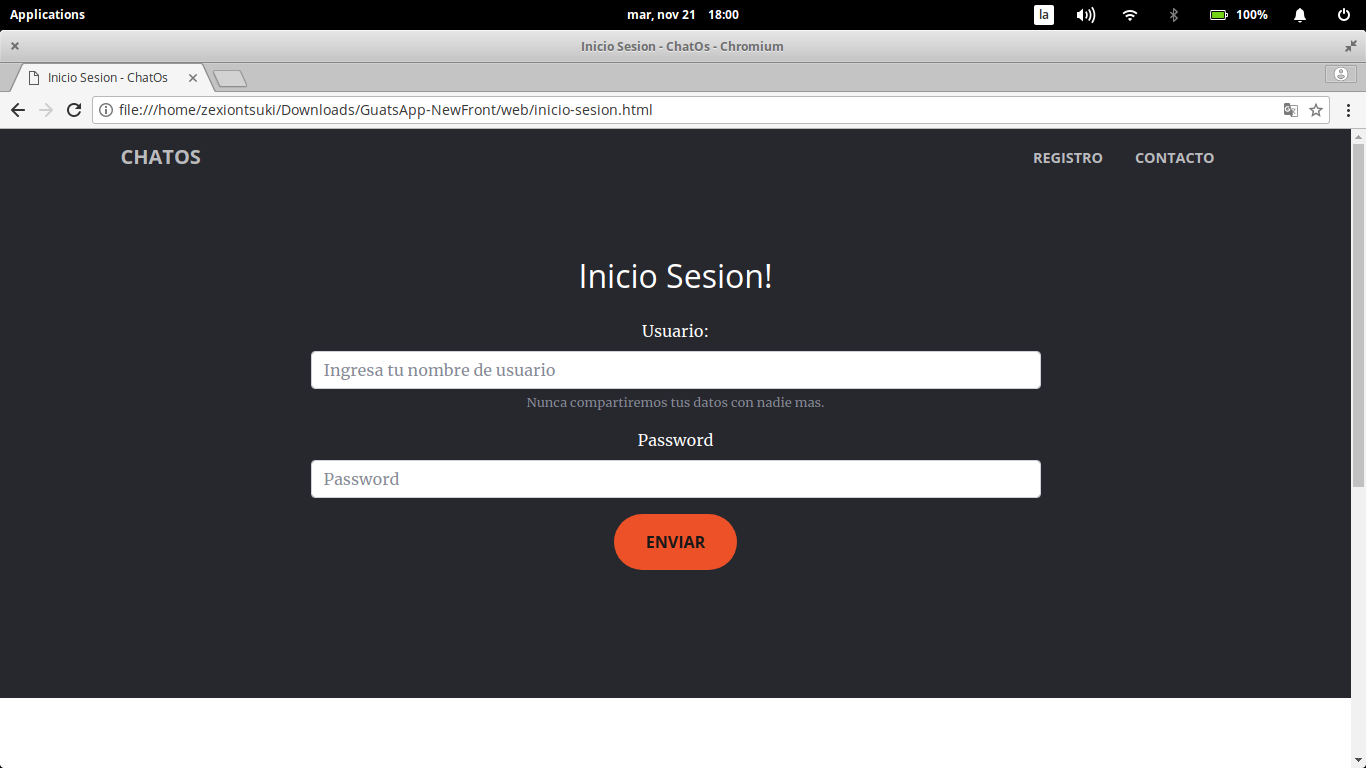 Applications
mar, nov 21 18:00
la
100%
Inicio Sesion - ChatOs - Chromium
Inicio Sesion - ChatOs
file:///home/zexiontsuki/Downloads/GuatsApp-NewFront/web/inicio-sesion.html
CHATOS
REGISTRO
CONTACTO
Inicio Sesion!
Usuario:
Ingresa tu nombre de usuario
Nunca compartiremos tus datos con nadie mas.
Password
Password
ENVIAR